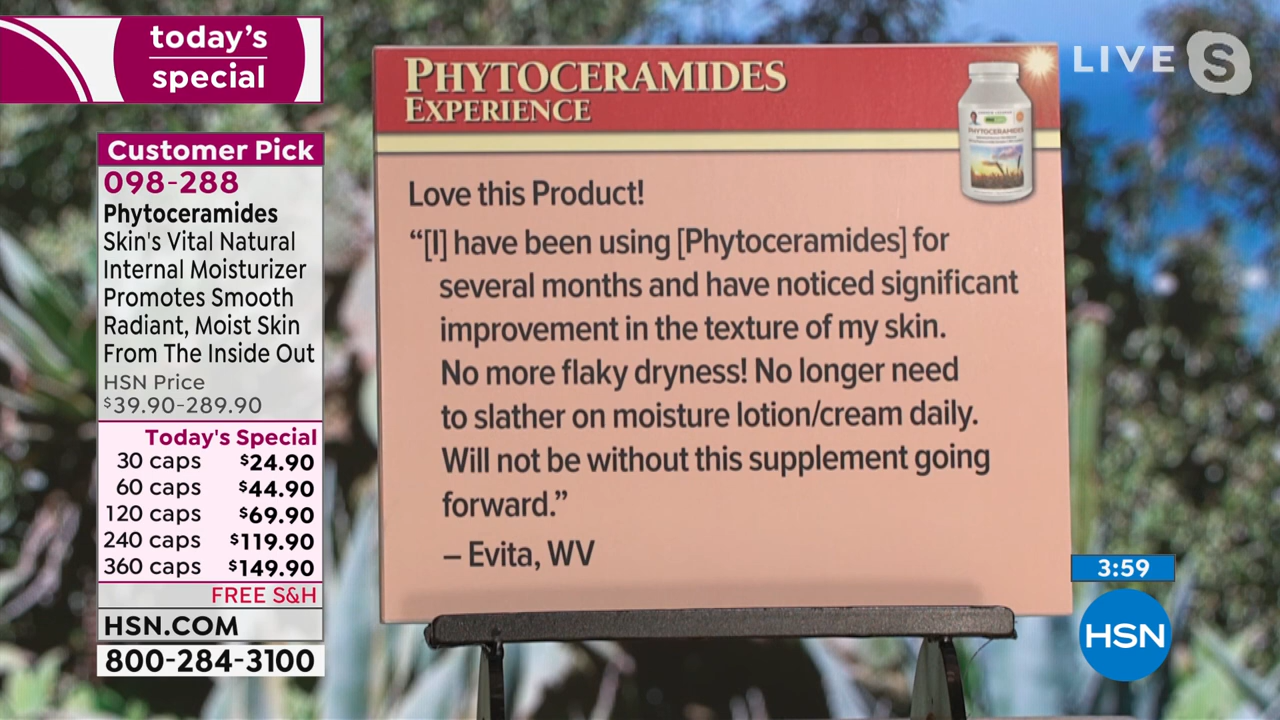 today's
special
Customer Pick
098-288
Phytoceramides
Skin's Vital Natural
Internal Moisturizer
Promotes Smooth
Radiant, Moist Skin
From The Inside Out
HSN Price
$39.90-289.90
Today's Special
30 caps $24.90
60 caps $44.90
120 caps $69.90
240 caps $119.90
360 caps $149.90
FREE S&H
HSN.COM
800-284-3100
PHYTOCERAMIDES
EXPERIENCE
PHYTOCERAMIDES
Love this Product!
“[I] have been using [Phytoceramides] for
several months and have noticed significant
improvement in the texture of my skin.
No more flaky dryness! No longer need
to slather on moisture lotion/cream daily.
Will not be without this supplement going
forward.”
– Evita, WV
LIVE S
3:59
HSN